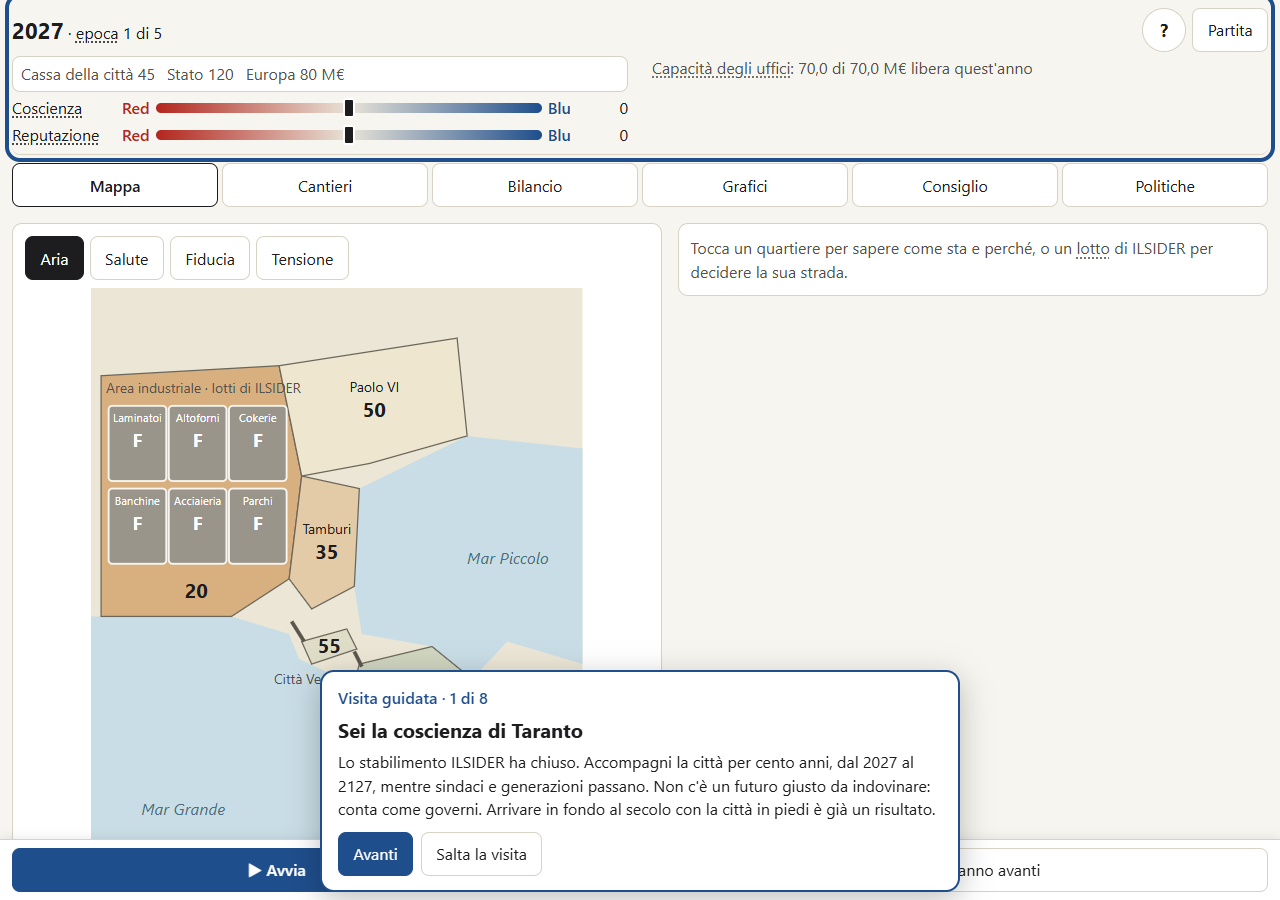 2027 · epoca 1 di 5
?
Partita
Cassa della città 45 Stato 120 Europa 80 M€
Capacità degli uffici: 70,0 di 70,0 M€ libera quest'anno
Coscienza Red Blu 0
Reputazione Red Blu 0
Mappa
Cantieri
Bilancio
Grafici
Consiglio
Politiche
Aria
Salute
Fiducia
Tensione
Tocca un quartiere per sapere come sta e perché, o un lotto di ILSIDER per
decidere la sua strada.
Area industriale · lotti di ILSIDER
Paolo VI
50
Laminatoi
F
Altoforni
F
Cokerie
F
Banchine
F
Acciaieria
F
Parchi
F
20
Tamburi
35
Mar Piccolo
55
Città Ve
Mar Grande
Visita guidata · 1 di 8
Sei la coscienza di Taranto
Lo stabilimento ILSIDER ha chiuso. Accompagni la città per cento anni, dal 2027 al
2127, mentre sindaci e generazioni passano. Non c'è un futuro giusto da indovinare:
conta come governi. Arrivare in fondo al secolo con la città in piedi è già un risultato.
Avanti
Salta la visita
▶ Avvia
anno avanti